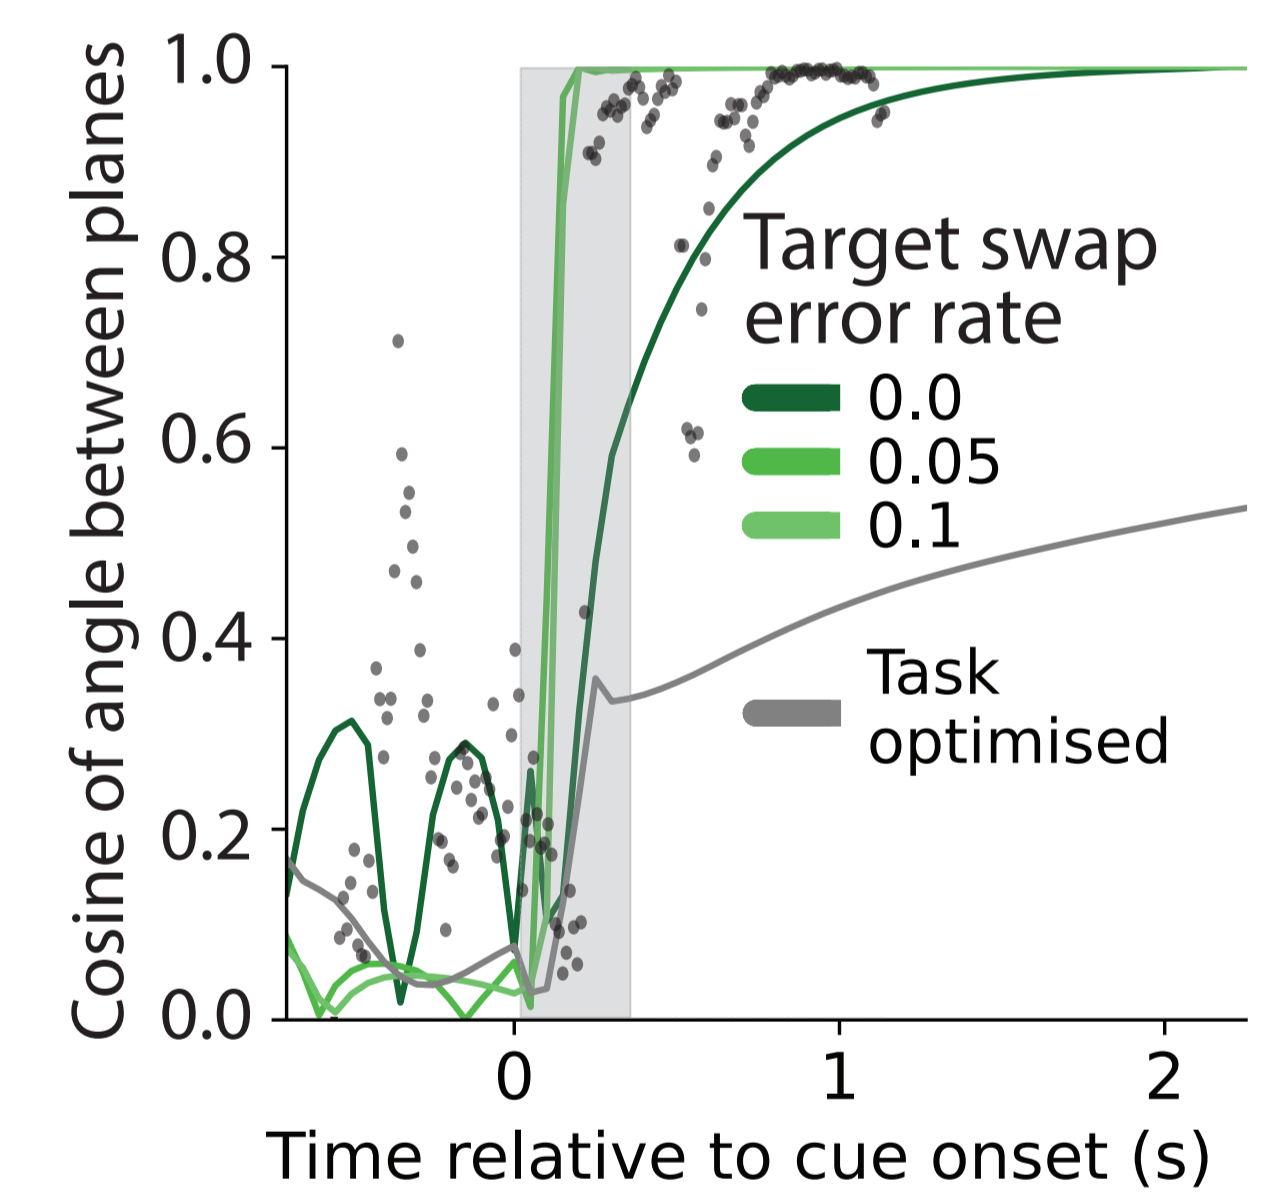 Cosine of angle between planes
1.0
0.8
0.6
0.4
0.2
0.0
Target swap
error rate
0.0
0.05
0.1
Task
optimised
0
1
2
Time relative to cue onset (s)